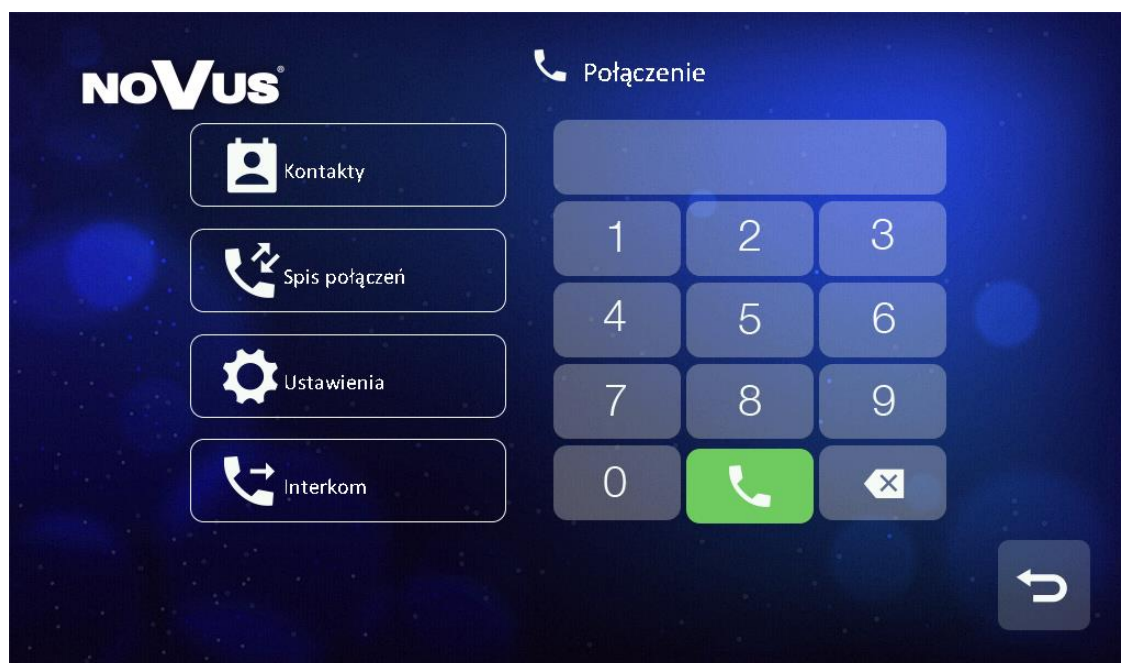 NOVUS®
Połączenie
Kontakty
Spis połączeń
Ustawienia
Interkom
1 2 3
4 5 6
7 8 9
0